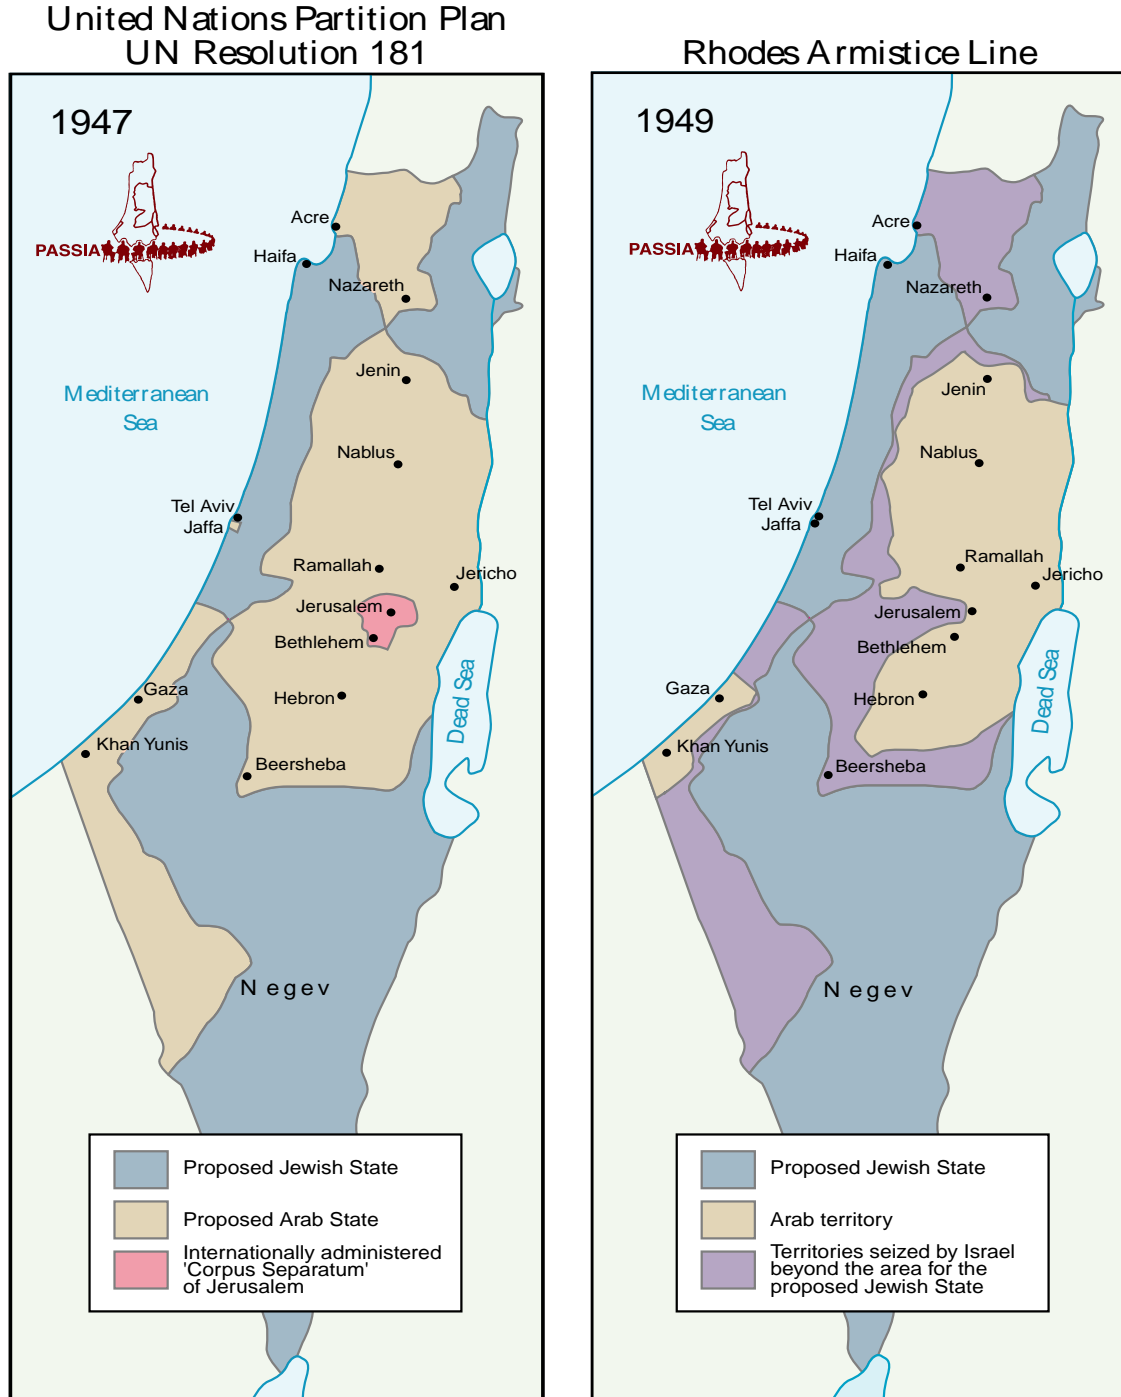 United Nations Partition Plan
UN Resolution 181
1947
PASSIA
Acre
Haifa
Nazareth
Jenin
Mediterranean
Sea
Nablus
Tel Aviv
Jaffa
Ramallah
Jericho
Jerusalem
Bethlehem
Gaza
Hebron
Dead Sea
Khan Yunis
Beersheba
Negev
Proposed Jewish State
Proposed Arab State
Internationally administered
'Corpus Separatum'
of Jerusalem
Rhodes Armistice Line
1949
PASSIA
Acre
Haifa
Nazareth
Jenin
Mediterranean
Sea
Nablus
Tel Aviv
Jaffa
Ramallah
Jericho
Jerusalem
Bethlehem
Gaza
Hebron
Dead Sea
Khan Yunis
Beersheba
Negev
Proposed Jewish State
Arab territory
Territories seized by Israel
beyond the area for the
proposed Jewish State